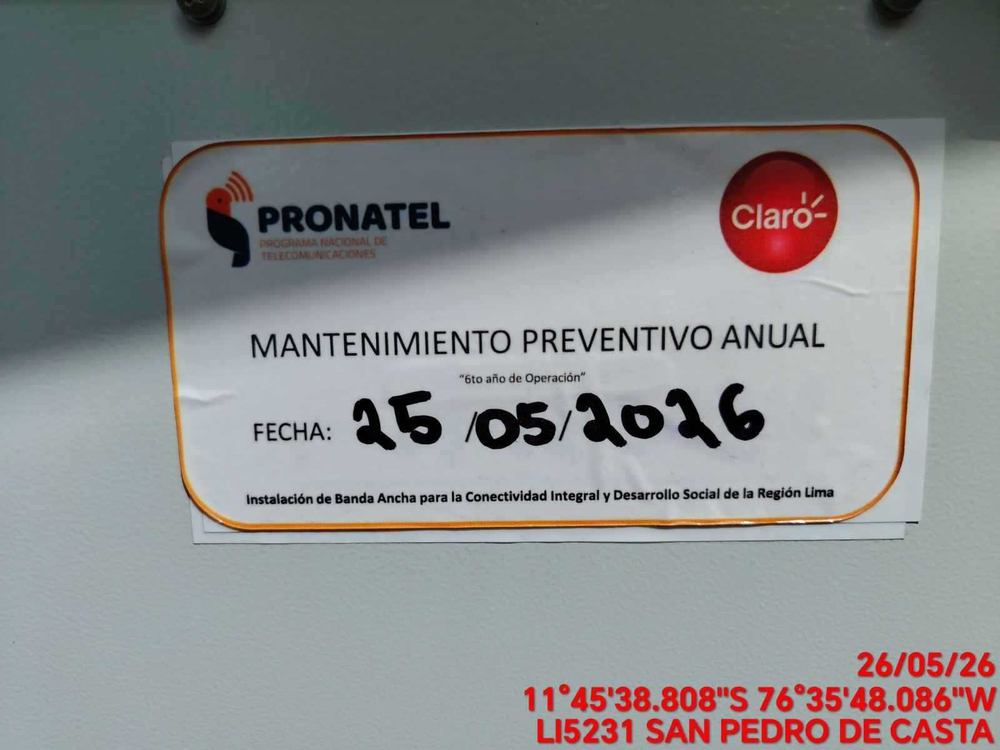 PRONATEL
PROGRAMA NACIONAL DE
TELECOMUNICACIONES
Claro
MANTENIMIENTO PREVENTIVO ANUAL
"6to año de Operación"
FECHA: 25/05/2026
Instalación de Banda Ancha para la Conectividad Integral y Desarrollo Social de la Región Lima
26/05/26
11°45'38.808"S 76°35'48.086"W
LI5231 SAN PEDRO DE CASTA